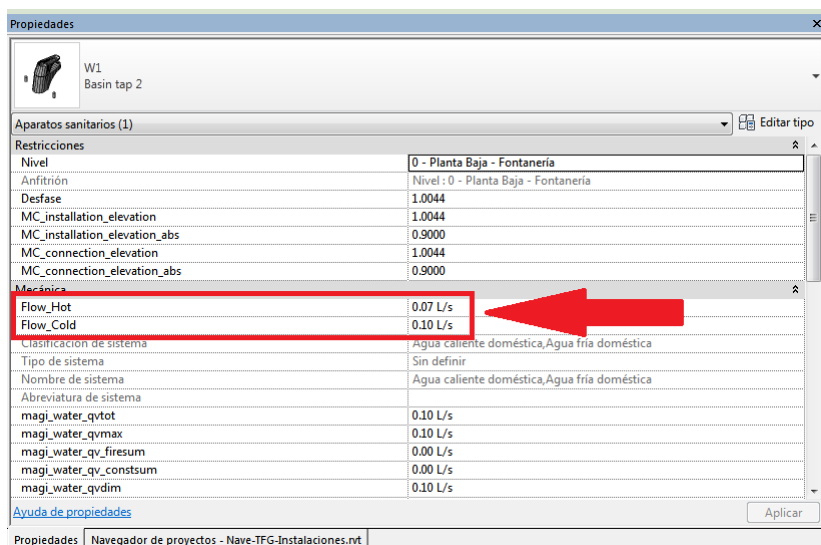 Propiedades
W1
Basin tap 2
Aparatos sanitarios (1) Editar tipo
Restricciones
Nivel 0 - Planta Baja - Fontanería
Anfitrión Nivel : 0 - Planta Baja - Fontanería
Desfase 1.0044
MC_installation_elevation 1.0044
MC_installation_elevation_abs 0.9000
MC_connection_elevation 1.0044
MC_connection_elevation_abs 0.9000
Mecánica
Flow_Hot 0.07 L/s
Flow_Cold 0.10 L/s
Clasificación de sistema Agua caliente doméstica,Agua fría doméstica
Tipo de sistema Sin definir
Nombre de sistema Agua caliente doméstica,Agua fría doméstica
Abreviatura de sistema
magi_water_qvtot 0.10 L/s
magi_water_qvmax 0.10 L/s
magi_water_qv_firesum 0.00 L/s
magi_water_qv_constsum 0.00 L/s
magi_water_qvdim 0.10 L/s
Ayuda de propiedades Aplicar
Propiedades Navegador de proyectos - Nave-TFG-Instalaciones.rvt